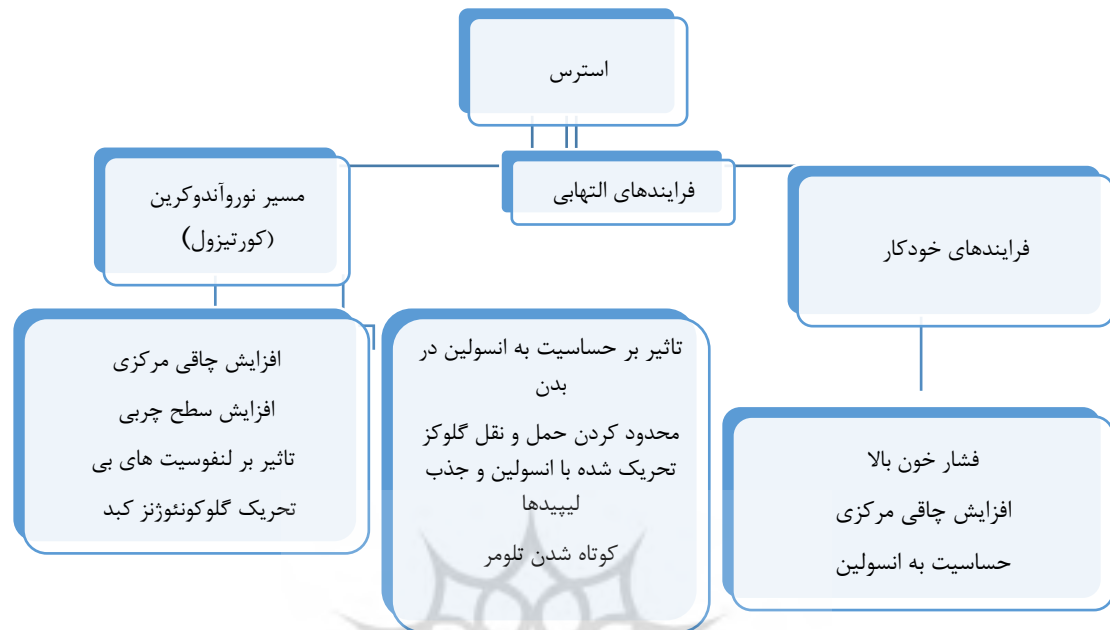 استرس
مسیر نوروآندوکرین
(کورتیزول)
فرایندهای التهابی
فرایندهای خودکار
افزایش چاقی مرکزی
افزایش سطح چربی
تاثیر بر لنفوسیت های بی
تحریک گلوکونئوژنز کبد
تاثیر بر حساسیت به انسولین در
بدن
محدود کردن حمل و نقل گلوکز
تحریک شده با انسولین و جذب
لیپیدها
کوتاه شدن تلومر
فشار خون بالا
افزایش چاقی مرکزی
حساسیت به انسولین